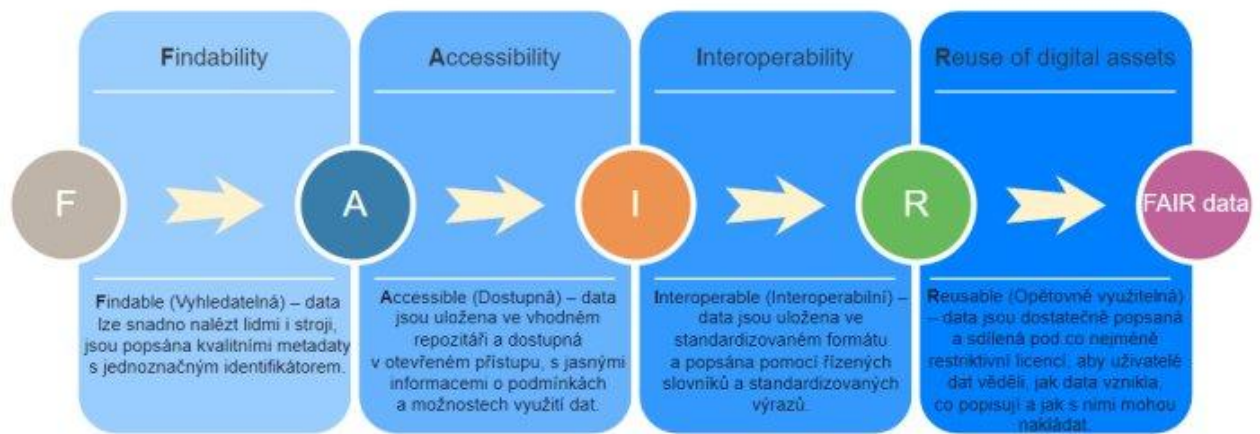 Findability
Accessibility
Interoperability
Reuse of digital assets
F
A
I
R
FAIR data
Findable (Vyhledatelná) – data
lze snadno nalézt lidmi i stroji,
jsou popsána kvalitními metadaty
s jednoznačným identifikátorem.
Accessible (Dostupná) – data
jsou uložena ve vhodném
repozitáři a dostupná
v otevřeném přístupu, s jasnými
informacemi o podmínkách
a možnostech využití dat.
Interoperable (Interoperabilní) –
data jsou uložena ve
standardizovaném formátu
a popsána pomocí řízených
slovníků a standardizovaných
výrazů.
Reusable (Opětovně využitelná)
– data jsou dostatečně popsaná
a sdílená pod co nejméně
restriktivní licencí, aby uživatelé
dat věděli, jak data vznikla,
co popisují a jak s nimi mohou
nakládat.